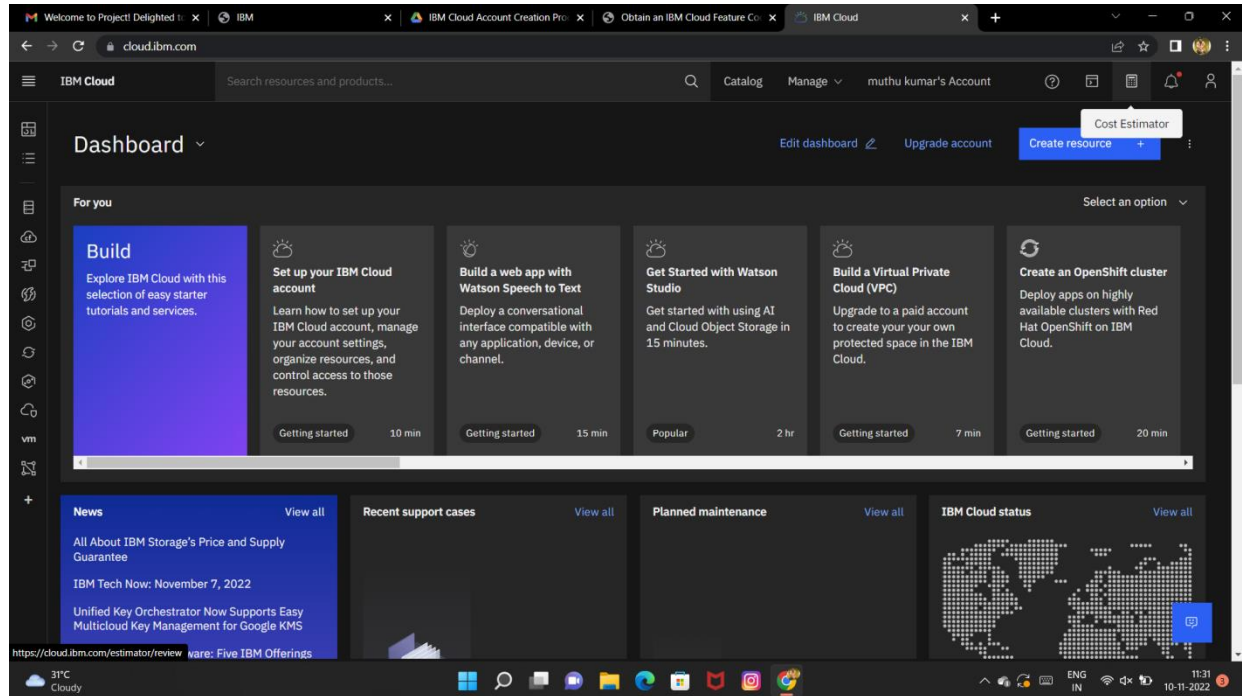 Welcome to Project! Delighted to
IBM
IBM Cloud Account Creation Pro
Obtain an IBM Cloud Feature Co
IBM Cloud
cloud.ibm.com
IBM Cloud
Search resources and products...
Catalog
Manage
muthu kumar's Account
Cost Estimator
Dashboard
Edit dashboard
Upgrade account
Create resource +
For you
Select an option
Build
Explore IBM Cloud with this
selection of easy starter
tutorials and services.
Set up your IBM Cloud
account
Learn how to set up your
IBM Cloud account, manage
your account settings,
organize resources, and
control access to those
resources.
Getting started 10 min
Build a web app with
Watson Speech to Text
Deploy a conversational
interface compatible with
any application, device, or
channel.
Getting started 15 min
Get Started with Watson
Studio
Get started with using AI
and Cloud Object Storage in
15 minutes.
Popular 2 hr
Build a Virtual Private
Cloud (VPC)
Upgrade to a paid account
to create your your own
protected space in the IBM
Cloud.
Getting started 7 min
Create an OpenShift cluster
Deploy apps on highly
available clusters with Red
Hat OpenShift on IBM
Cloud.
Getting started 20 min
vm
News View all
All About IBM Storage's Price and Supply
Guarantee
IBM Tech Now: November 7, 2022
Unified Key Orchestrator Now Supports Easy
Multicloud Key Management for Google KMS
ware: Five IBM Offerings
Recent support cases View all
Planned maintenance View all
IBM Cloud status View all
https://cloud.ibm.com/estimator/review
31°C
Cloudy
ENG
IN
11:31
10-11-2022
3